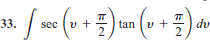 33. ∫ sec (v + π/2) tan (v + π/2) dv